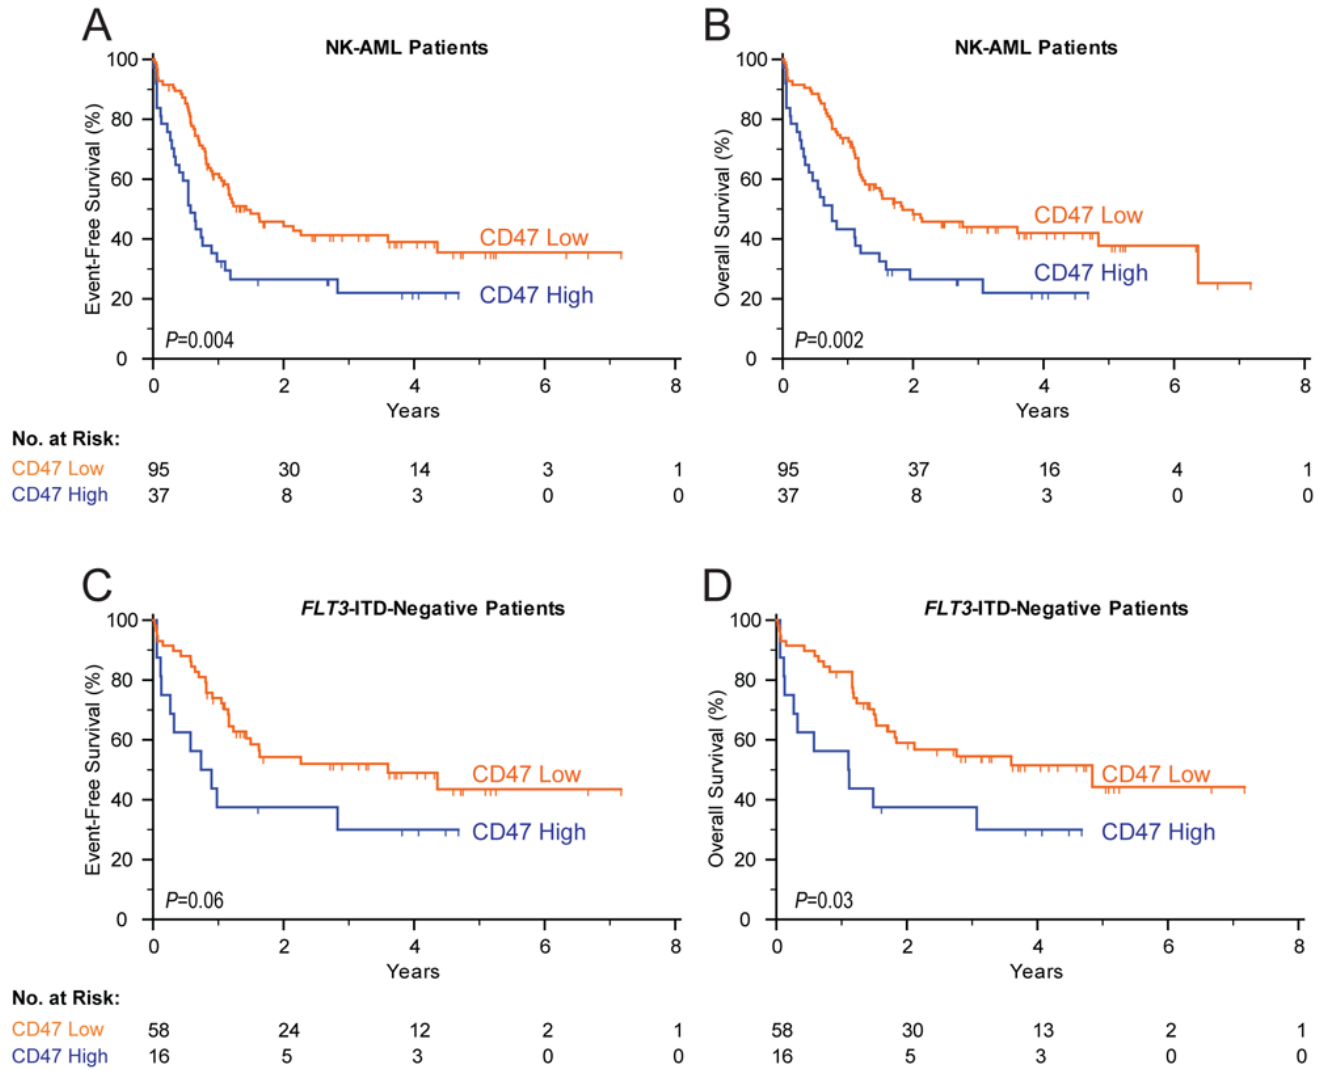 A
NK-AML Patients
Event-Free Survival (%)
100
80
60
40
20
0
CD47 Low
CD47 High
P=0.004
0 2 4 6 8
Years
B
NK-AML Patients
Overall Survival (%)
100
80
60
40
20
0
CD47 Low
CD47 High
P=0.002
0 2 4 6 8
Years
No. at Risk:
CD47 Low 95 30 14 3 1 95 37 16 4 1
CD47 High 37 8 3 0 0 37 8 3 0 0
C
FLT3-ITD-Negative Patients
Event-Free Survival (%)
100
80
60
40
20
0
CD47 Low
CD47 High
P=0.06
0 2 4 6 8
Years
D
FLT3-ITD-Negative Patients
Overall Survival (%)
100
80
60
40
20
0
CD47 Low
CD47 High
P=0.03
0 2 4 6 8
Years
No. at Risk:
CD47 Low 58 24 12 2 1 58 30 13 2 1
CD47 High 16 5 3 0 0 16 5 3 0 0